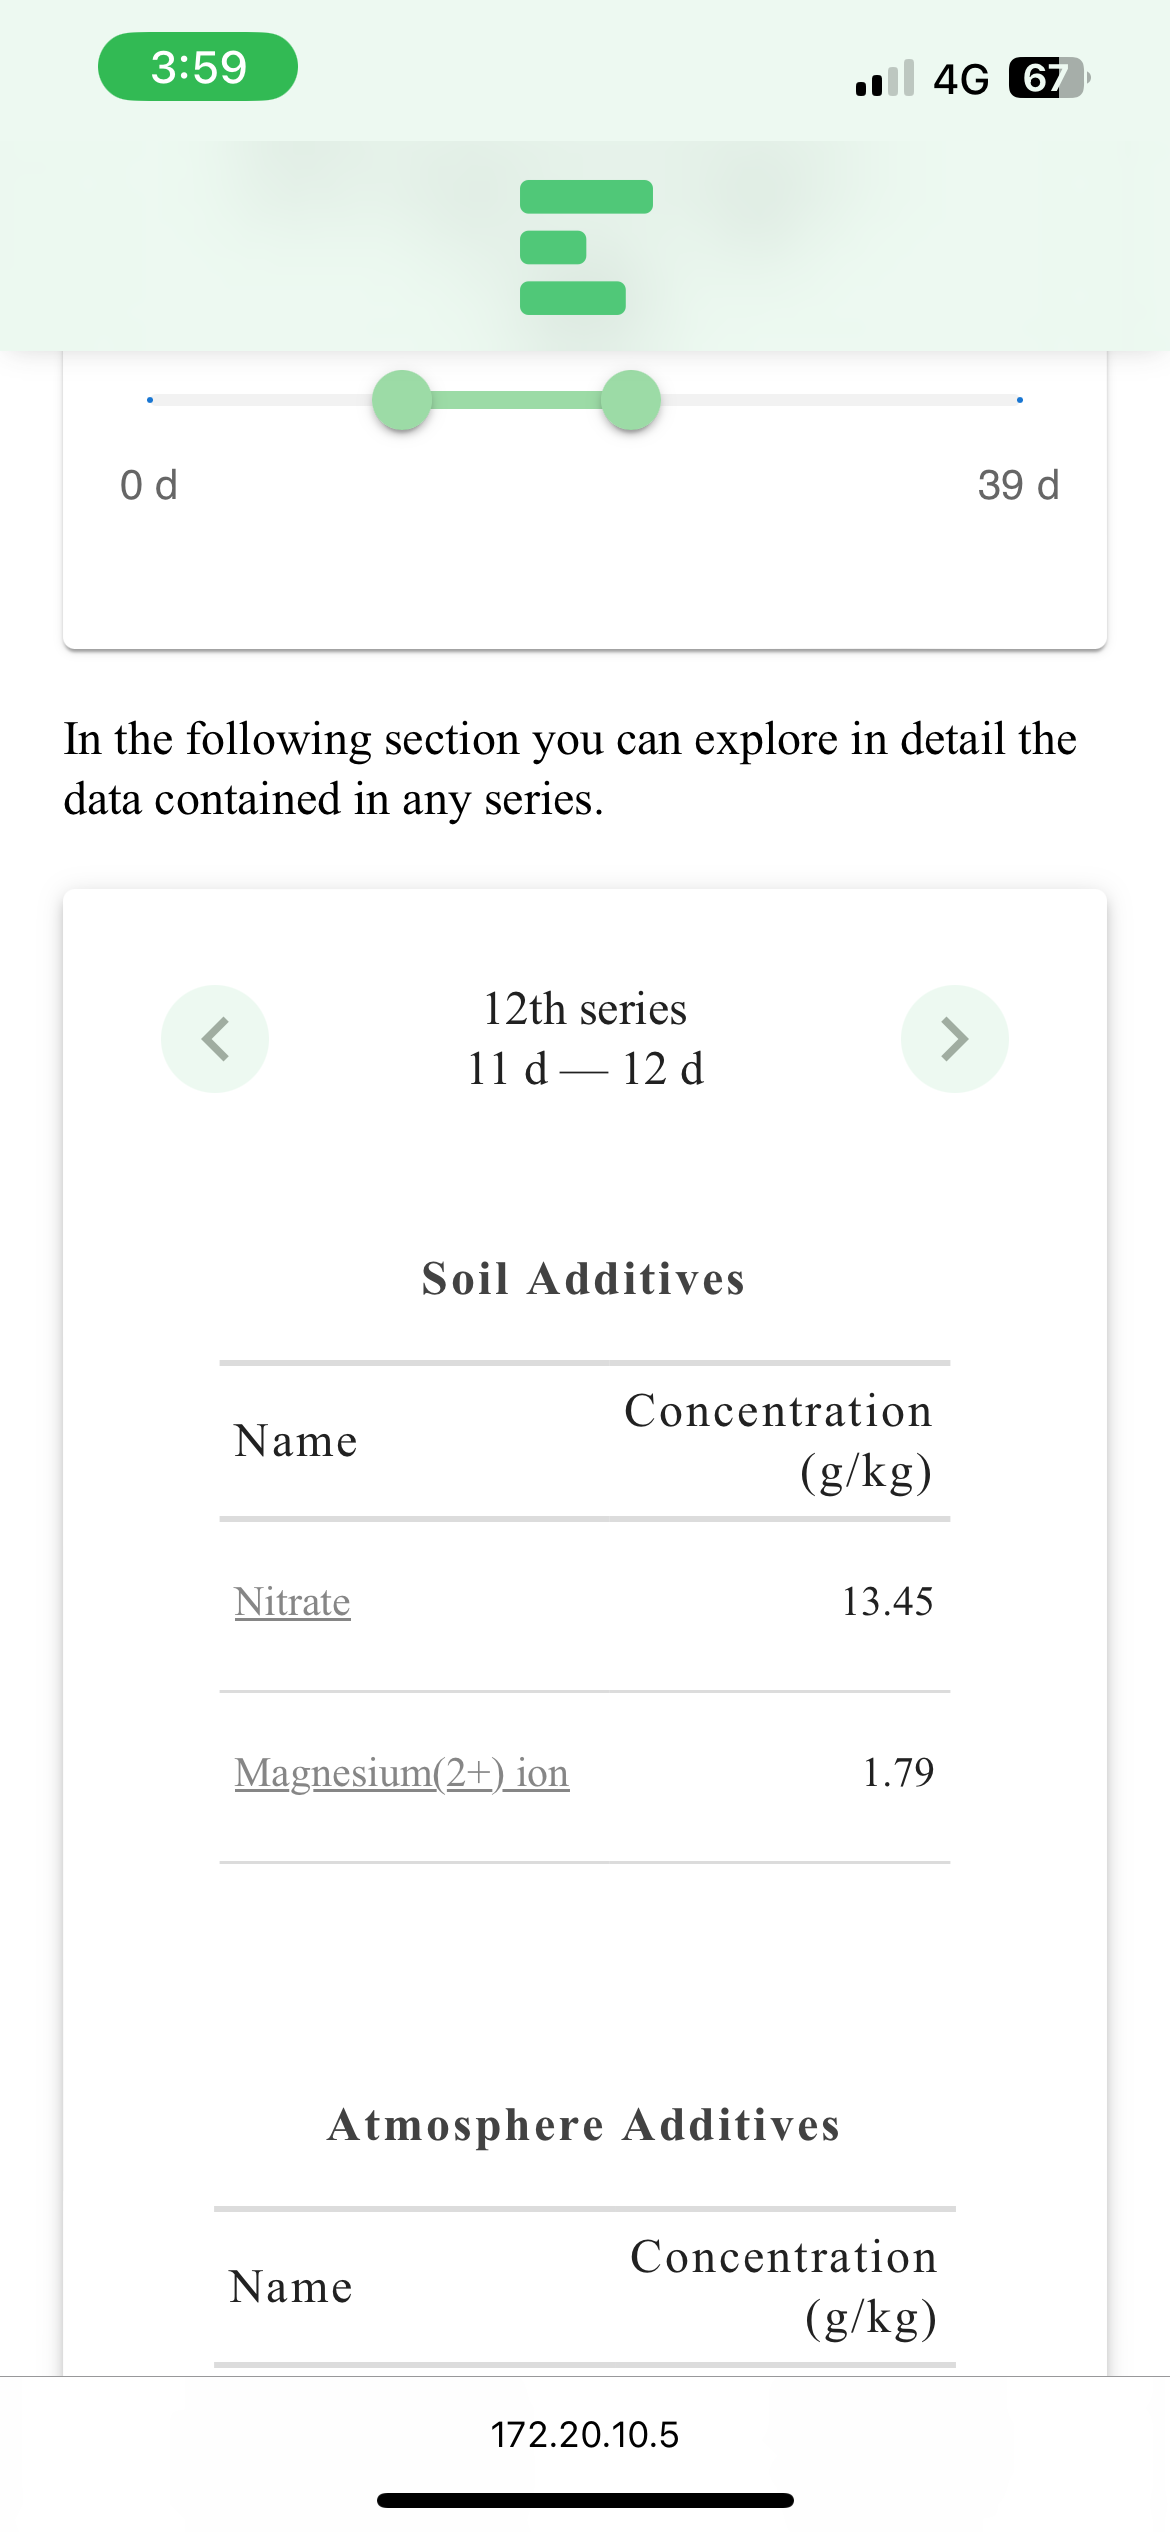 3:59
4G 67
0 d
39 d
In the following section you can explore in detail the
data contained in any series.
12th series
11 d — 12 d
Soil Additives
Name
Concentration
(g/kg)
Nitrate
13.45
Magnesium(2+) ion
1.79
Atmosphere Additives
Name
Concentration
(g/kg)
172.20.10.5